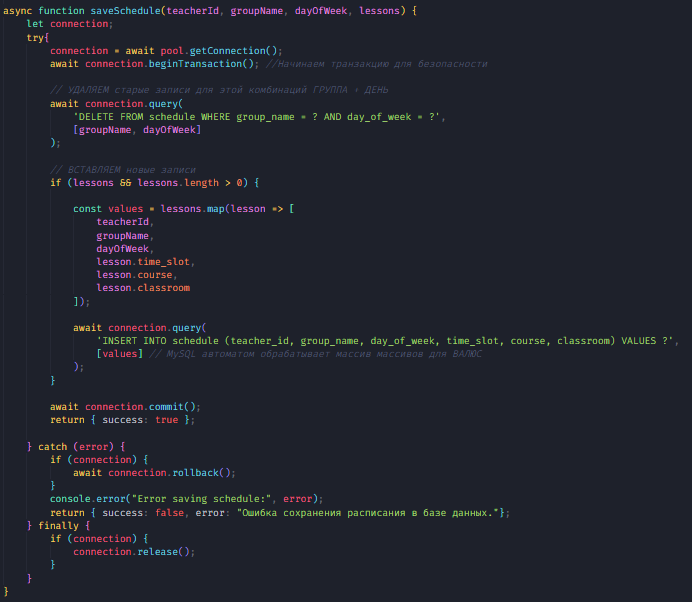 async function saveSchedule(teacherId, groupName, dayOfWeek, lessons) {
let connection;
try{
connection = await pool.getConnection();
await connection.beginTransaction(); //Начинаем транзакцию для безопасности
// УДАЛЯЕМ старые записи для этой комбинаций ГРУППА + ДЕНЬ
await connection.query(
'DELETE FROM schedule WHERE group_name = ? AND day_of_week = ?',
[groupName, dayOfWeek]
);
// ВСТАВЛЯЕМ новые записи
if (lessons && lessons.length > 0) {
const values = lessons.map(lesson => [
teacherId,
groupName,
dayOfWeek,
lesson.time_slot,
lesson.course,
lesson.classroom
]);
await connection.query(
'INSERT INTO schedule (teacher_id, group_name, day_of_week, time_slot, course, classroom) VALUES ?',
[values] // MySQL автоматом обрабатывает массив массивов для ВАЛЮС
);
}
await connection.commit();
return { success: true };
} catch (error) {
if (connection) {
await connection.rollback();
}
console.error("Error saving schedule:", error);
return { success: false, error: "Ошибка сохранения расписания в базе данных."};
} finally {
if (connection) {
connection.release();
}
}
}